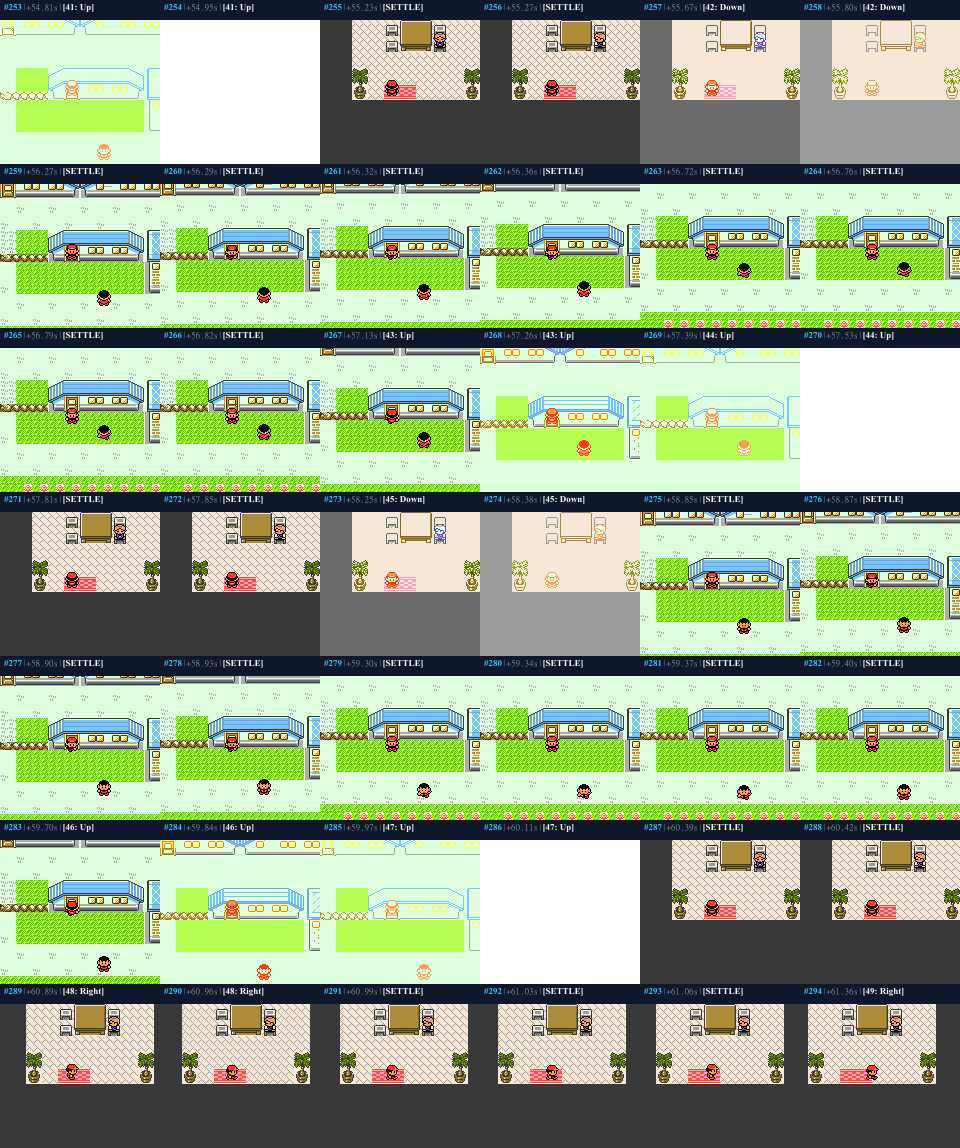 #253 |+54.81s| [41: Up] #254 |+54.95s| [41: Up] #255 |+55.23s| [SETTLE] #256 |+55.27s| [SETTLE] #257 |+55.67s| [42: Down] #258 |+55.80s| [42: Down]
#259 |+56.27s| [SETTLE] #260 |+56.29s| [SETTLE] #261 |+56.32s| [SETTLE] #262 |+56.36s| [SETTLE] #263 |+56.72s| [SETTLE] #264 |+56.76s| [SETTLE]
#265 |+56.79s| [SETTLE] #266 |+56.82s| [SETTLE] #267 |+57.13s| [43: Up] #268 |+57.26s| [43: Up] #269 |+57.39s| [44: Up] #270 |+57.53s| [44: Up]
#271 |+57.81s| [SETTLE] #272 |+57.85s| [SETTLE] #273 |+58.25s| [45: Down] #274 |+58.38s| [45: Down] #275 |+58.85s| [SETTLE] #276 |+58.87s| [SETTLE]
#277 |+58.90s| [SETTLE] #278 |+58.93s| [SETTLE] #279 |+59.30s| [SETTLE] #280 |+59.34s| [SETTLE] #281 |+59.37s| [SETTLE] #282 |+59.40s| [SETTLE]
#283 |+59.70s| [46: Up] #284 |+59.84s| [46: Up] #285 |+59.97s| [47: Up] #286 |+60.11s| [47: Up] #287 |+60.39s| [SETTLE] #288 |+60.42s| [SETTLE]
#289 |+60.89s| [48: Right] #290 |+60.96s| [48: Right] #291 |+60.99s| [SETTLE] #292 |+61.03s| [SETTLE] #293 |+61.06s| [SETTLE] #294 |+61.36s| [49: Right]